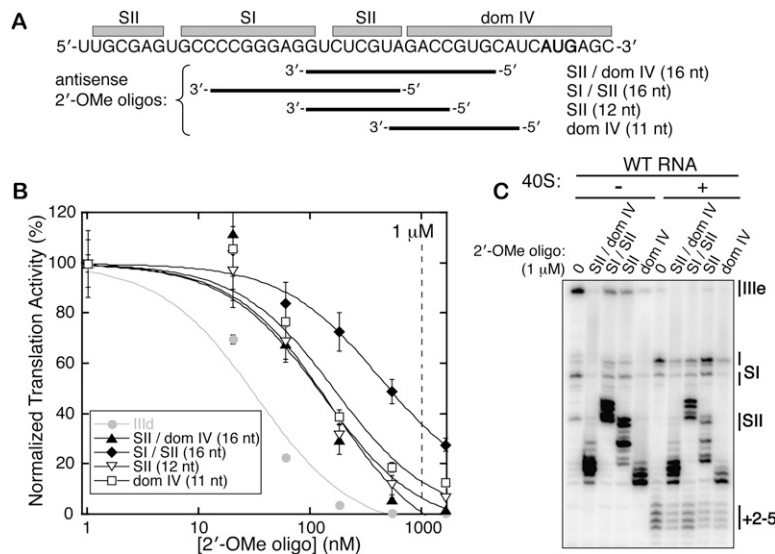 A
SII SI SII dom IV
5′-UUGCGAGUGCCCCGGGAGGUCUCGUAGACCGUGCAUCAUGAGC-3′
antisense
2′-OMe oligos:
3′- -5′ SII / dom IV (16 nt)
3′- -5′ SI / SII (16 nt)
3′- -5′ SII (12 nt)
3′- -5′ dom IV (11 nt)
B
Normalized Translation Activity (%)
120
100
80
60
40
20
0
1 μM
IIId
SII / dom IV (16 nt)
SI / SII (16 nt)
SII (12 nt)
dom IV (11 nt)
1 10 100 1000
[2′-OMe oligo] (nM)
C
WT RNA
40S: - +
2′-OMe oligo:
(1 μM)
0 SII / dom IV SI / SII SII dom IV 0 SII / dom IV SI / SII SII dom IV
IIIe
SI
SII
+2-5